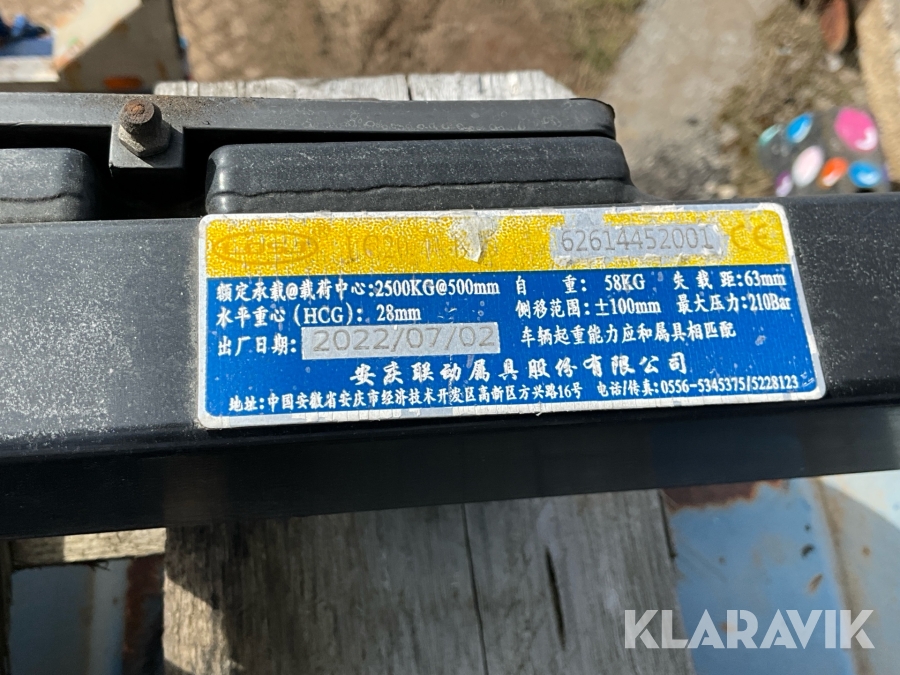 62614452001 CE
额定承载@载荷中心:2500KG@500mm 自 重: 58KG 失 载 距:63mm
水平重心(HCG): 28mm 侧移范围:±100mm 最大压力:210Bar
出厂日期: 2022/07/02 车辆起重能力应和属具相匹配
安庆联动属具股份有限公司
地址:中国安徽省安庆市经济技术开发区高新区方兴路16号 电话/传真:0556-5345375/5228123
KLARAVIK